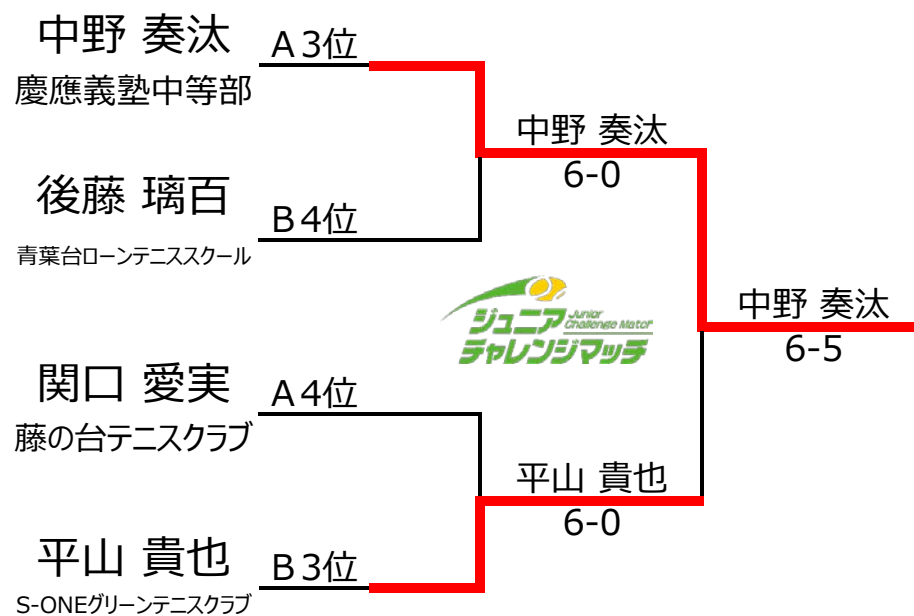 中野 奏汰
A3位
慶應義塾中等部
中野 奏汰
6-0
後藤 璃百
B4位
青葉台ローンテニススクール
中野 奏汰
6-5
ジュニア
Junior
Challenge Match
チャレンジマッチ
関口 愛実
A4位
藤の台テニスクラブ
平山 貴也
6-0
平山 貴也
B3位
S-ONEグリーンテニスクラブ